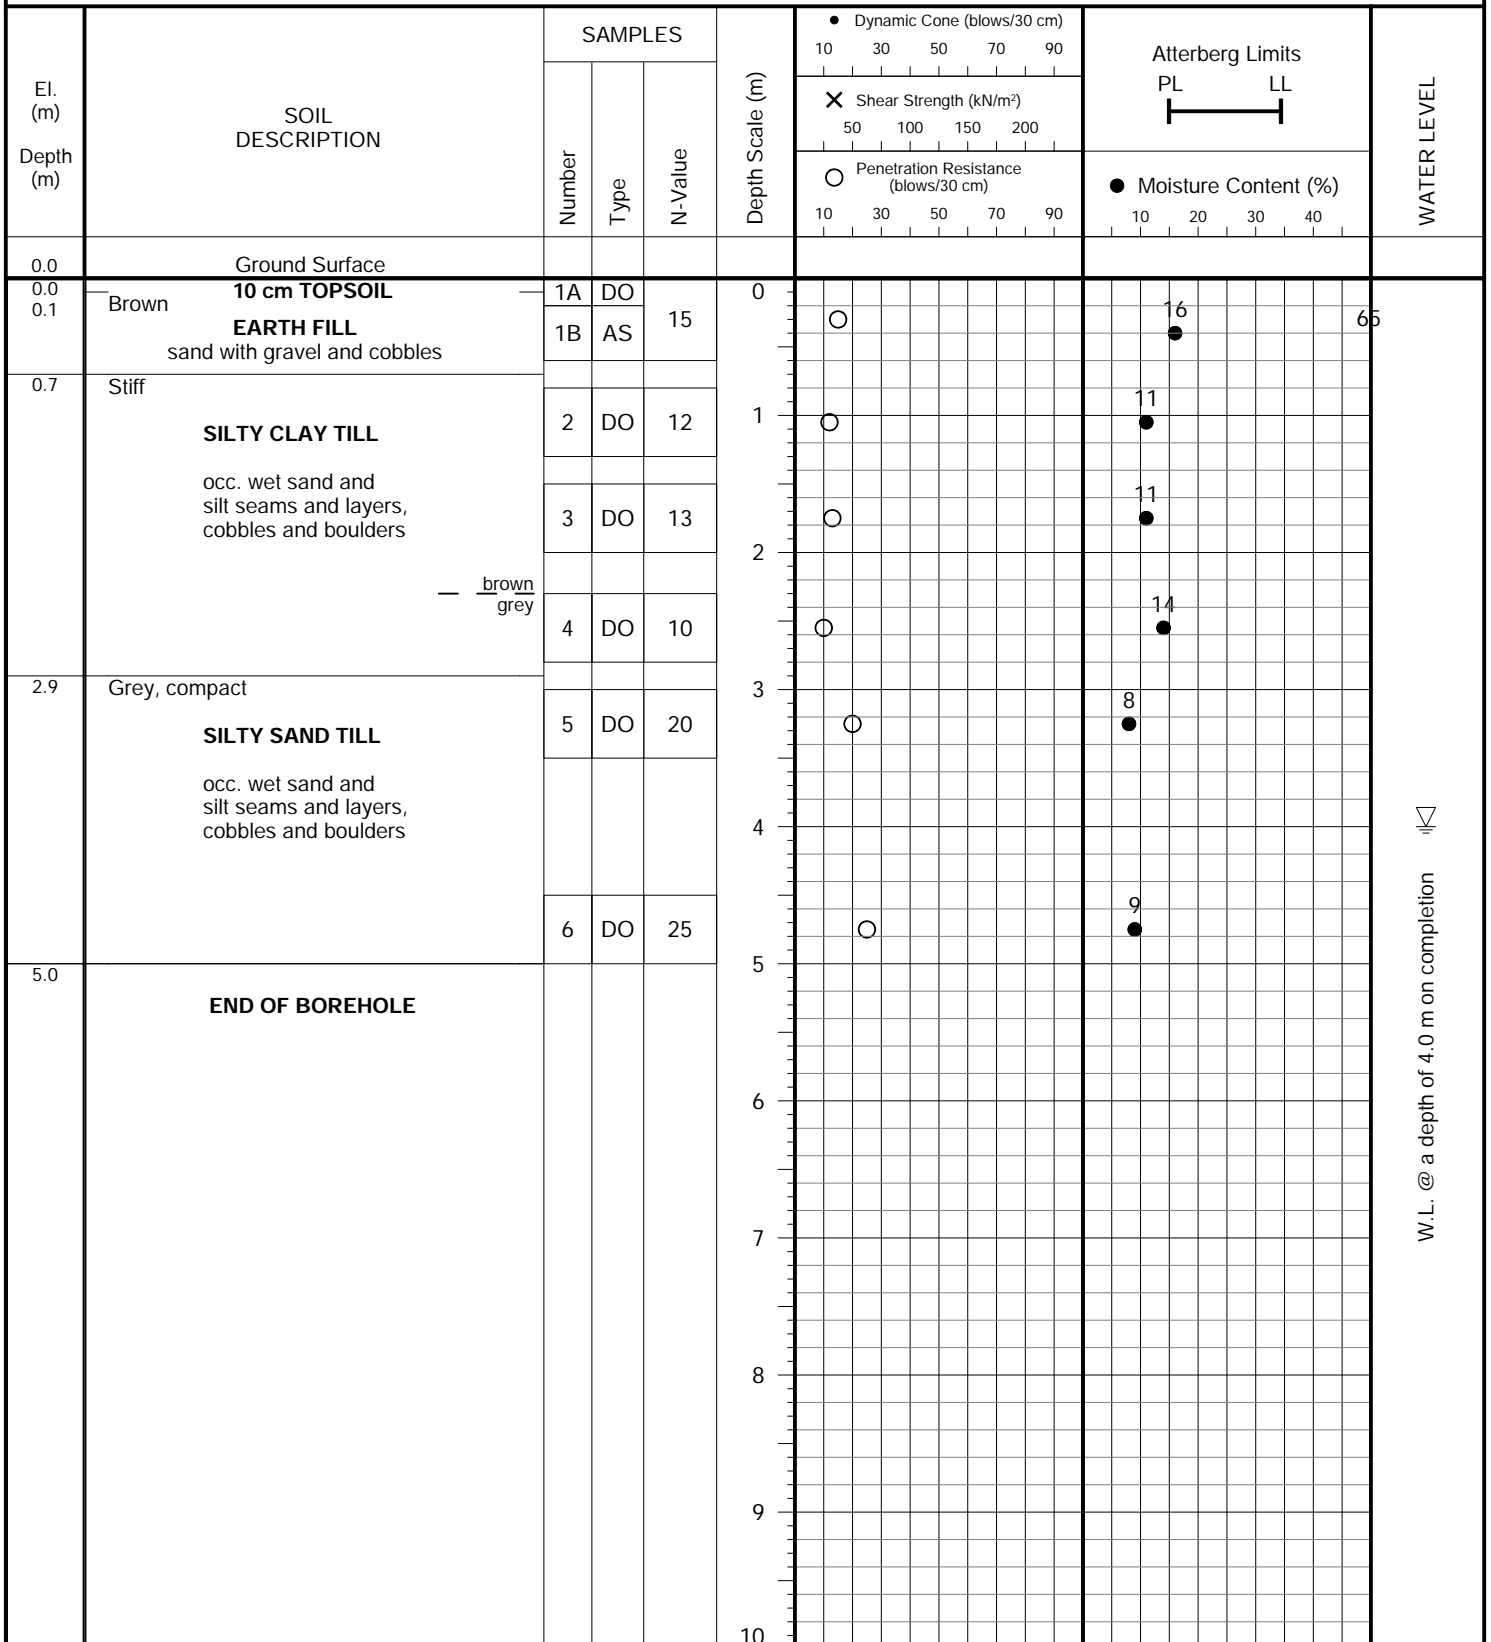 El.
(m)
Depth
(m)
SOIL
DESCRIPTION
SAMPLES
Number
Type
N-Value
Depth Scale (m)
Dynamic Cone (blows/30 cm)
10 30 50 70 90
Shear Strength (kN/m²)
50 100 150 200
Penetration Resistance
(blows/30 cm)
10 30 50 70 90
Atterberg Limits
PL LL
Moisture Content (%)
10 20 30 40
WATER LEVEL
0.0 Ground Surface
0.0 10 cm TOPSOIL 1A DO 0
0.1 Brown 15 16 65
EARTH FILL 1B AS
sand with gravel and cobbles
0.7 Stiff
11
1
2 DO 12
SILTY CLAY TILL
occ. wet sand and
silt seams and layers,
cobbles and boulders
11
3 DO 13
2
brown
grey
14
4 DO 10
2.9 Grey, compact 3
8
5 DO 20
SILTY SAND TILL
occ. wet sand and
silt seams and layers,
cobbles and boulders
4
9
6 DO 25
5.0 5
END OF BOREHOLE
6
7
8
9
10
W.L. @ a depth of 4.0 m on completion